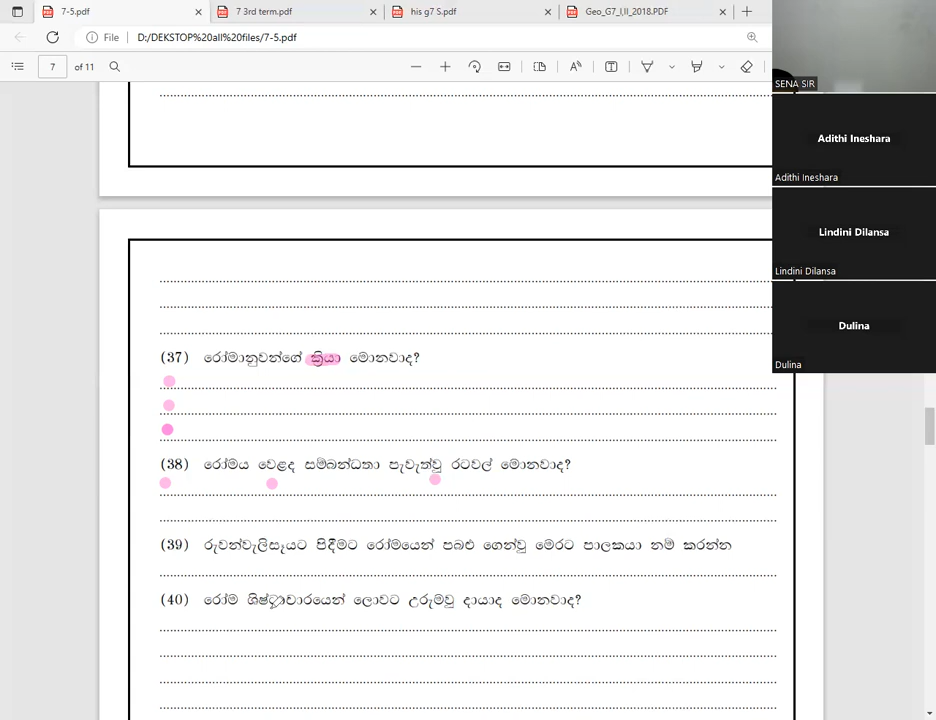 7-5.pdf
7 3rd term.pdf
his g7 S.pdf
Geo_G7_I,II_2018.PDF
File
D:/DEKSTOP%20all%20files/7-5.pdf
7 of 11
SENA SIR
Adithi Ineshara
Adithi Ineshara
Lindini Dilansa
Lindini Dilansa
Dulina
Dulina
(37) රෝමානුවන්ගේ ක්‍රියා මොනවාද?
(38) රෝමය වෙළඳ සම්බන්ධතා පැවැත්වූ රටවල් මොනවාද?
(39) රුවන්වැලිසෑයට පිදීමට රෝමයෙන් පබළු ගෙන්වූ මෙරට පාලකයා නම් කරන්න
(40) රෝම ශිෂ්ටාචාරයෙන් ලොවට උරුමවූ දායාද මොනවාද?